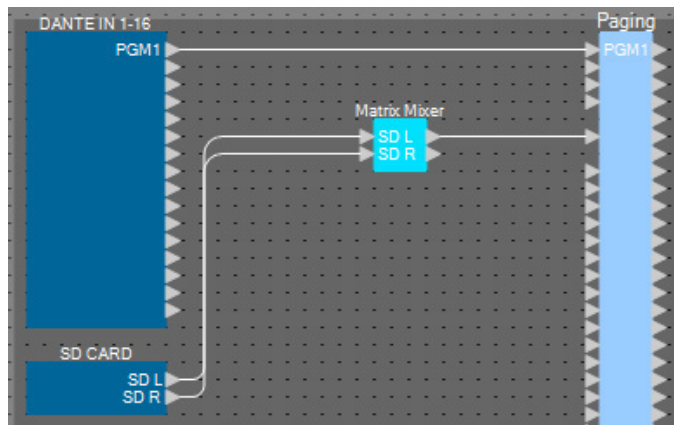 DANTE IN 1-16
Paging
PGM1
PGM1
Matrix Mixer
SD L
SD R
SD CARD
SD L
SD R